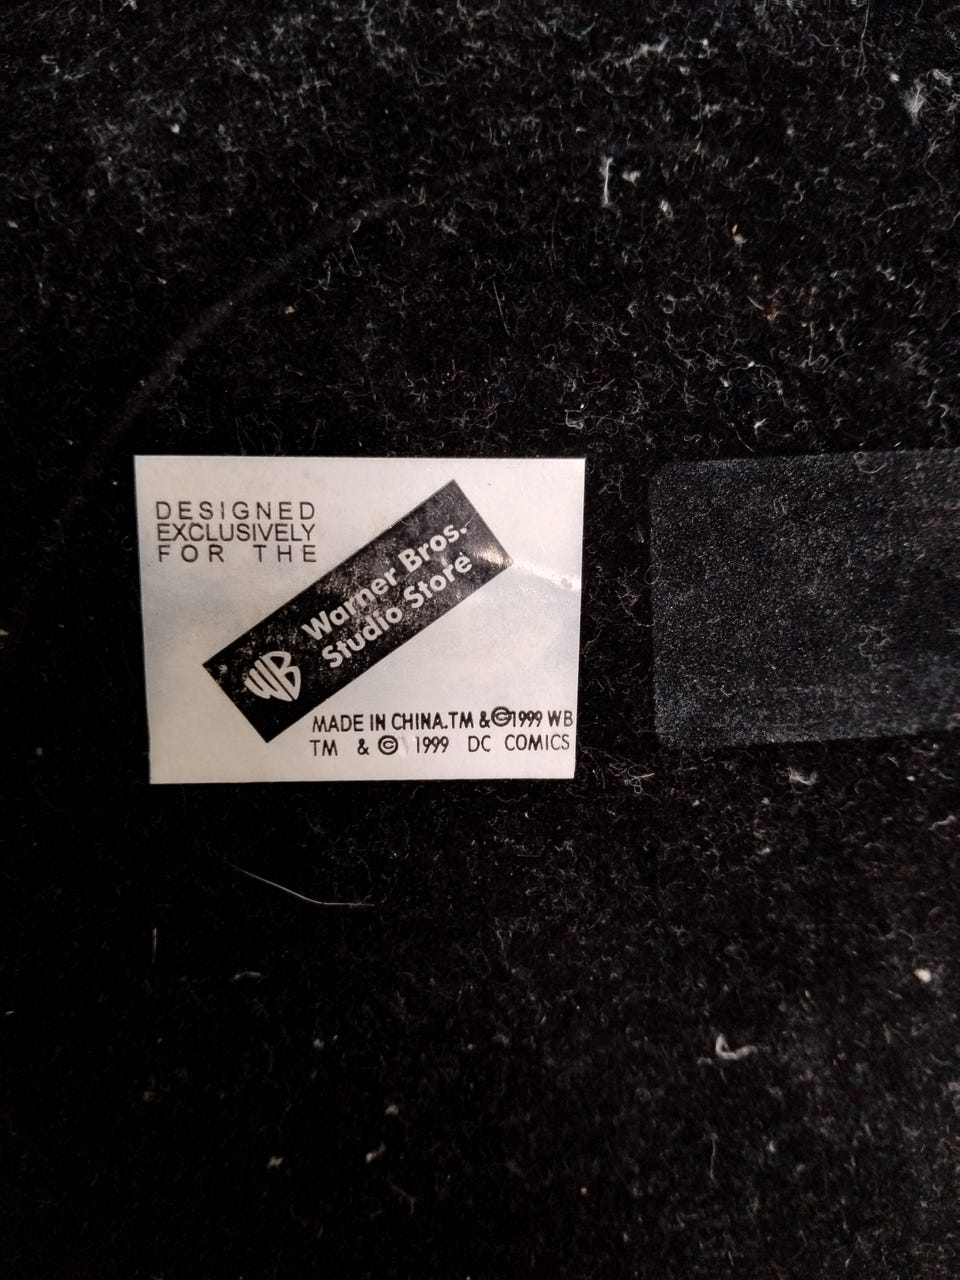 DESIGNED
EXCLUSIVELY
FOR THE
WB
Warner Bros.
Studio Store
MADE IN CHINA.TM &©1999 WB
TM & © 1999 DC COMICS